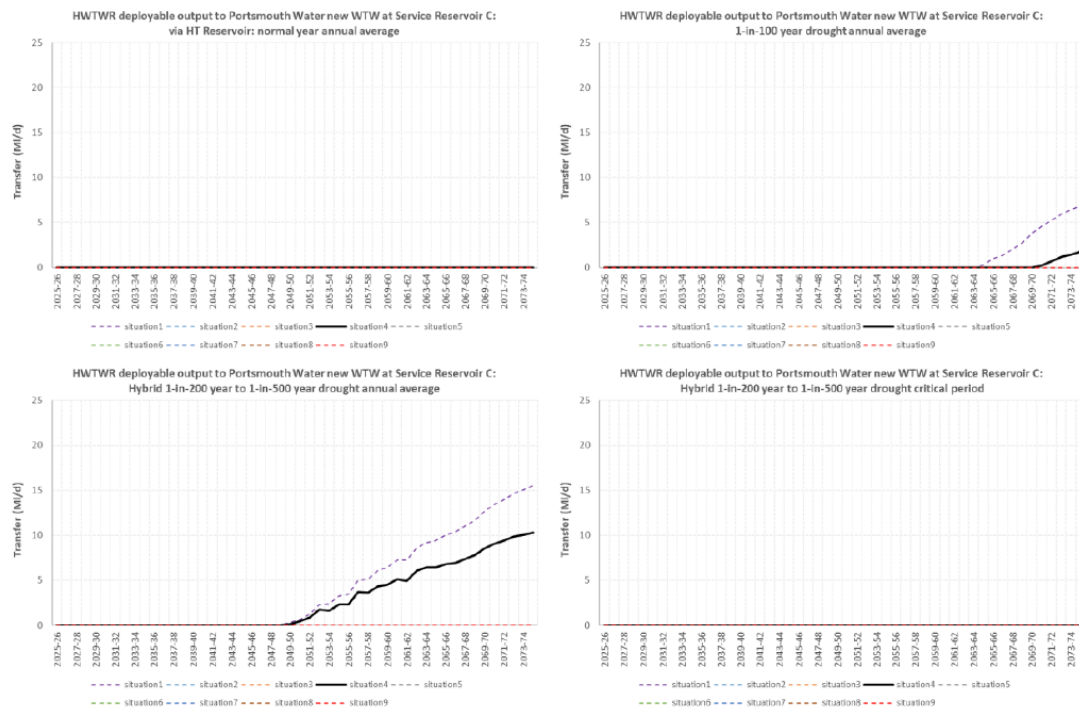 HWTWR deployable output to Portsmouth Water new WTW at Service Reservoir C:
via HT Reservoir: normal year annual average
25
20
15
10
5
0
Transfer (Ml/d)
2025-26 2027-28 2029-30 2031-32 2033-34 2035-36 2037-38 2039-40 2041-42 2043-44 2045-46 2047-48 2049-50 2051-52 2053-54 2055-56 2057-58 2059-60 2061-62 2063-64 2065-66 2067-68 2069-70 2071-72 2073-74
situation1 situation2 situation3 situation4 situation5
situation6 situation7 situation8 situation9
HWTWR deployable output to Portsmouth Water new WTW at Service Reservoir C:
1-in-100 year drought annual average
25
20
15
10
5
0
Transfer (Ml/d)
2025-26 2027-28 2029-30 2031-32 2033-34 2035-36 2037-38 2039-40 2041-42 2043-44 2045-46 2047-48 2049-50 2051-52 2053-54 2055-56 2057-58 2059-60 2061-62 2063-64 2065-66 2067-68 2069-70 2071-72 2073-74
situation1 situation2 situation3 situation4 situation5
situation6 situation7 situation8 situation9
HWTWR deployable output to Portsmouth Water new WTW at Service Reservoir C:
Hybrid 1-in-200 year to 1-in-500 year drought annual average
25
20
15
10
5
0
Transfer (Ml/d)
2025-26 2027-28 2029-30 2031-32 2033-34 2035-36 2037-38 2039-40 2041-42 2043-44 2045-46 2047-48 2049-50 2051-52 2053-54 2055-56 2057-58 2059-60 2061-62 2063-64 2065-66 2067-68 2069-70 2071-72 2073-74
situation1 situation2 situation3 situation4 situation5
situation6 situation7 situation8 situation9
HWTWR deployable output to Portsmouth Water new WTW at Service Reservoir C:
Hybrid 1-in-200 year to 1-in-500 year drought critical period
25
20
15
10
5
0
Transfer (Ml/d)
2025-26 2027-28 2029-30 2031-32 2033-34 2035-36 2037-38 2039-40 2041-42 2043-44 2045-46 2047-48 2049-50 2051-52 2053-54 2055-56 2057-58 2059-60 2061-62 2063-64 2065-66 2067-68 2069-70 2071-72 2073-74
situation1 situation2 situation3 situation4 situation5
situation6 situation7 situation8 situation9